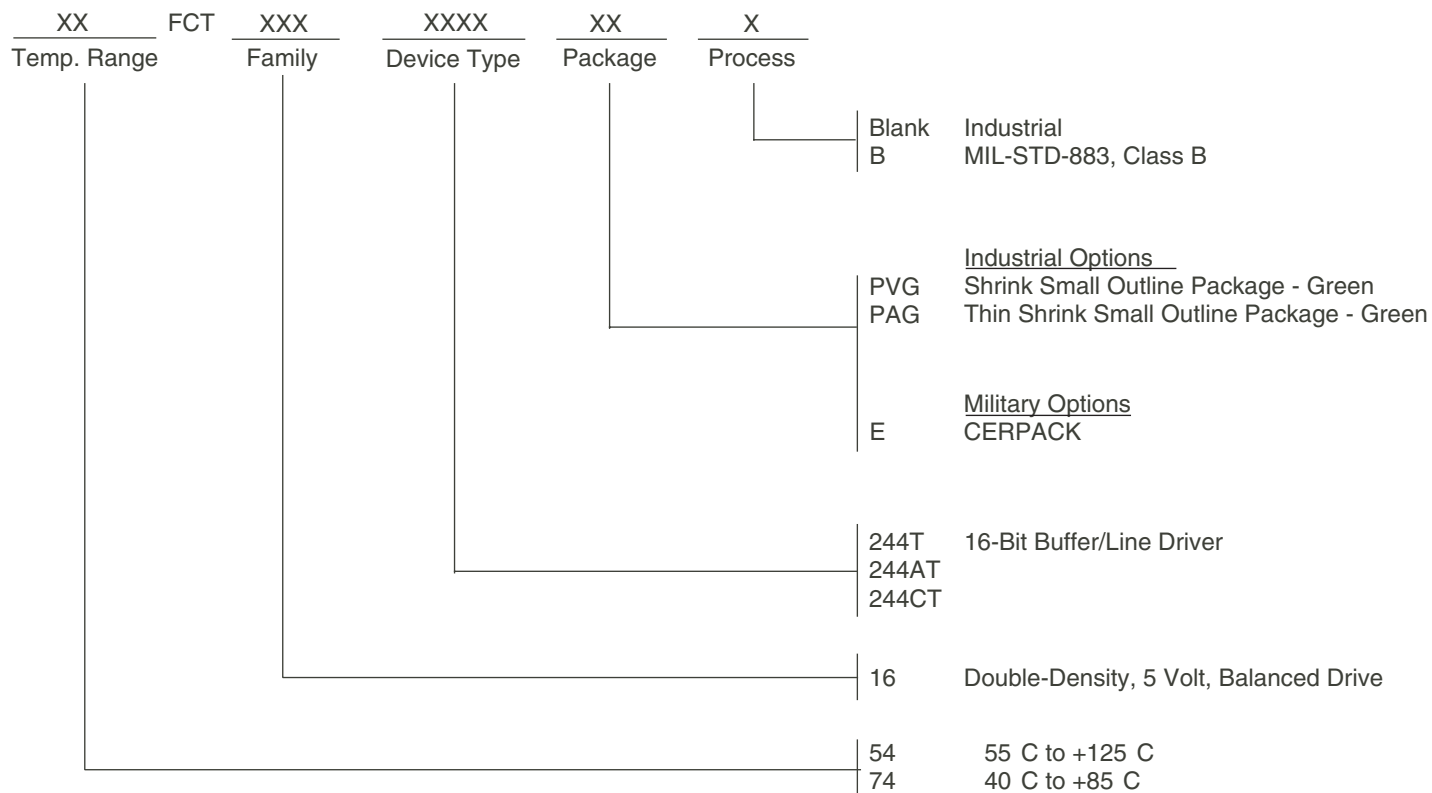 XX FCT XXX XXXX XX X
Temp. Range Family Device Type Package Process
Blank Industrial
B MIL-STD-883, Class B
Industrial Options
PVG Shrink Small Outline Package - Green
PAG Thin Shrink Small Outline Package - Green
Military Options
E CERPACK
244T 16-Bit Buffer/Line Driver
244AT
244CT
16 Double-Density, 5 Volt, Balanced Drive
54 55 C to +125 C
74 40 C to +85 C